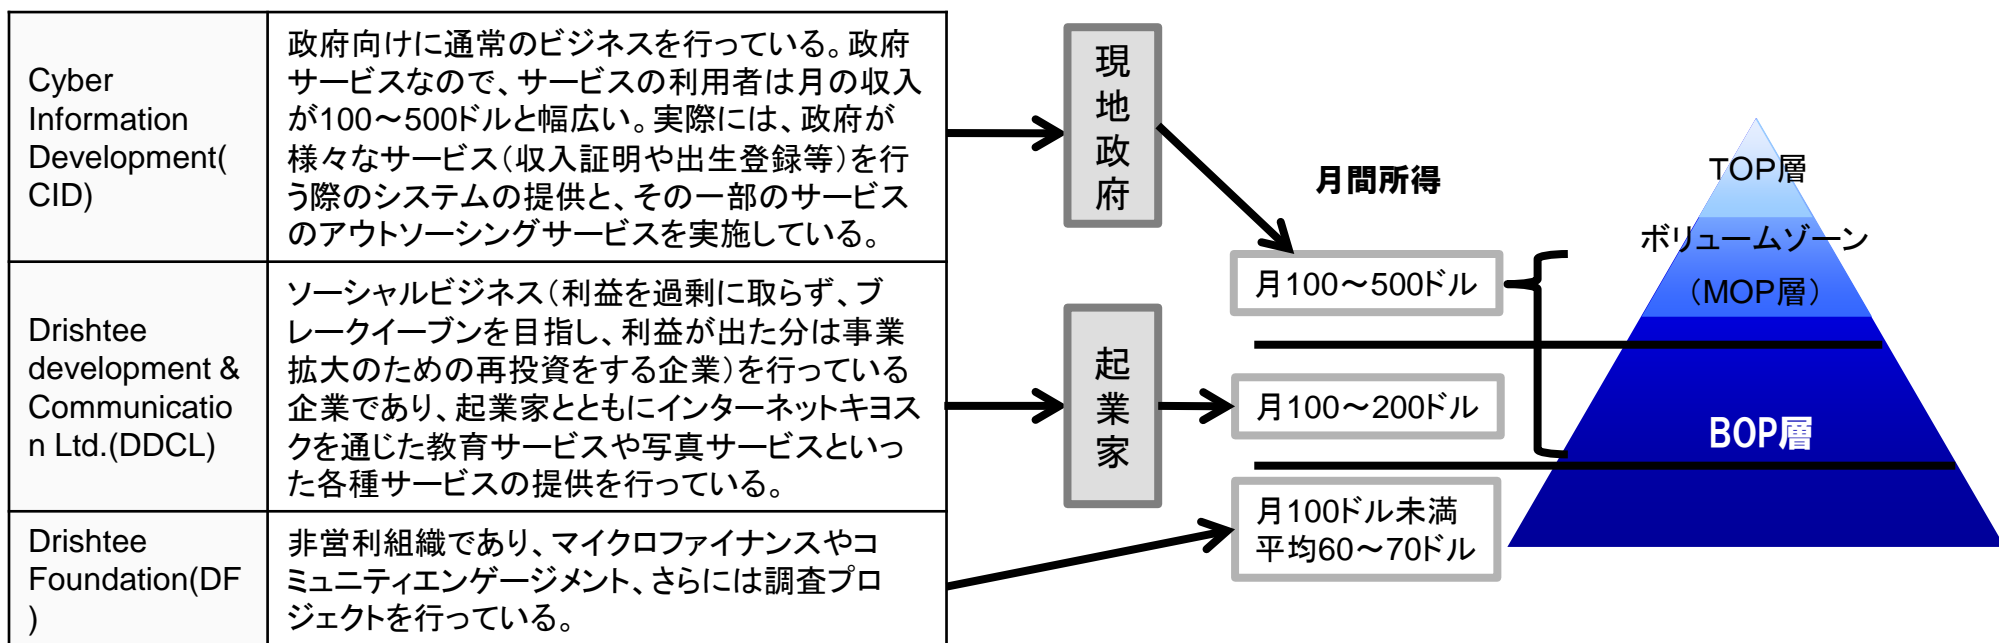 Cyber
Information
Development(
CID)
政府向けに通常のビジネスを行っている。政府
サービスなので、サービスの利用者は月の収入
が100～500ドルと幅広い。実際には、政府が
様々なサービス（収入証明や出生登録等）を行
う際のシステムの提供と、その一部のサービス
のアウトソーシングサービスを実施している。
Drishtee
development &
Communicatio
n Ltd.(DDCL)
ソーシャルビジネス（利益を過剰に取らず、ブ
レークイーブンを目指し、利益が出た分は事業
拡大のための再投資をする企業）を行っている
企業であり、起業家とともにインターネットキヨス
クを通じた教育サービスや写真サービスといっ
た各種サービスの提供を行っている。
Drishtee
Foundation(DF
)
非営利組織であり、マイクロファイナンスやコ
ミュニティエンゲージメント、さらには調査プロ
ジェクトを行っている。
現地政府
起業家
月間所得
月100～500ドル
月100～200ドル
月100ドル未満
平均60～70ドル
TOP層
ボリュームゾーン
（MOP層）
BOP層